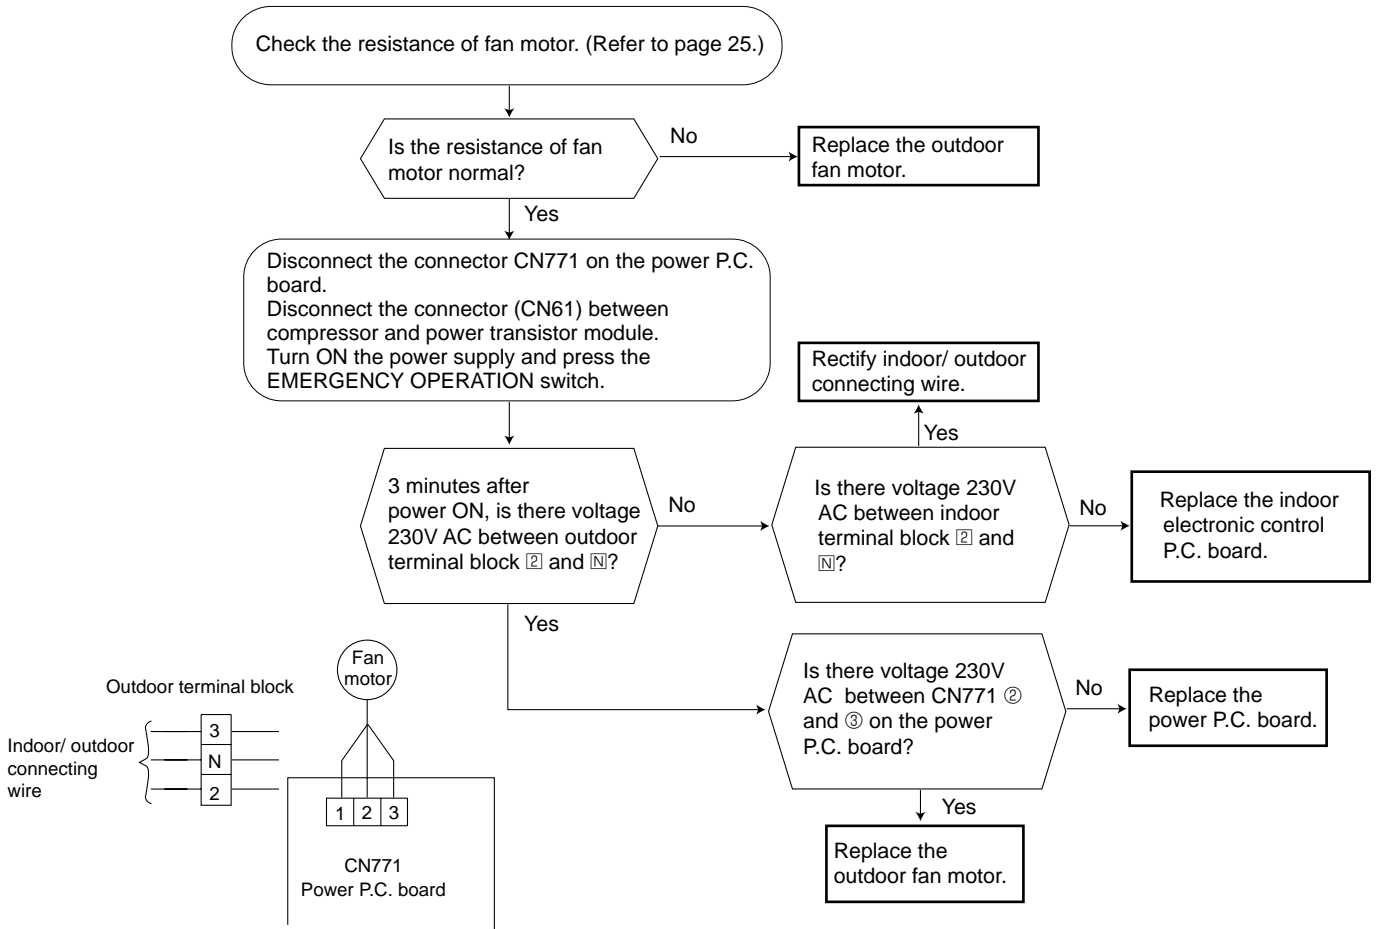 Check the resistance of fan motor. (Refer to page 25.)
Is the resistance of fan
motor normal?
No
Replace the outdoor
fan motor.
Yes
Disconnect the connector CN771 on the power P.C.
board.
Disconnect the connector (CN61) between
compressor and power transistor module.
Turn ON the power supply and press the
EMERGENCY OPERATION switch.
Rectify indoor/ outdoor
connecting wire.
Yes
3 minutes after
power ON, is there voltage
230V AC between outdoor
terminal block 2 and N?
No
Is there voltage 230V
AC between indoor
terminal block 2 and
N?
No
Replace the indoor
electronic control
P.C. board.
Yes
Is there voltage 230V
AC between CN771 ②
and ③ on the power
P.C. board?
No
Replace the
power P.C. board.
Yes
Replace the
outdoor fan motor.
Fan
motor
Outdoor terminal block
Indoor/ outdoor
connecting
wire
3
N
2
1 2 3
CN771
Power P.C. board